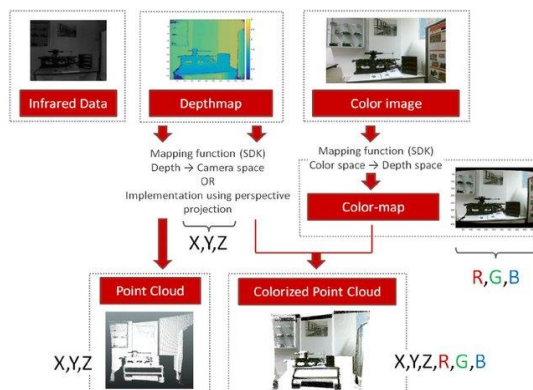 Infrared Data
Depthmap
Color image
Mapping function (SDK)
Depth → Camera space
OR
Implementation using perspective
projection
X,Y,Z
Mapping function (SDK)
Color space → Depth space
Color-map
R,G,B
Point Cloud
Colorized Point Cloud
X,Y,Z
X,Y,Z,R,G,B